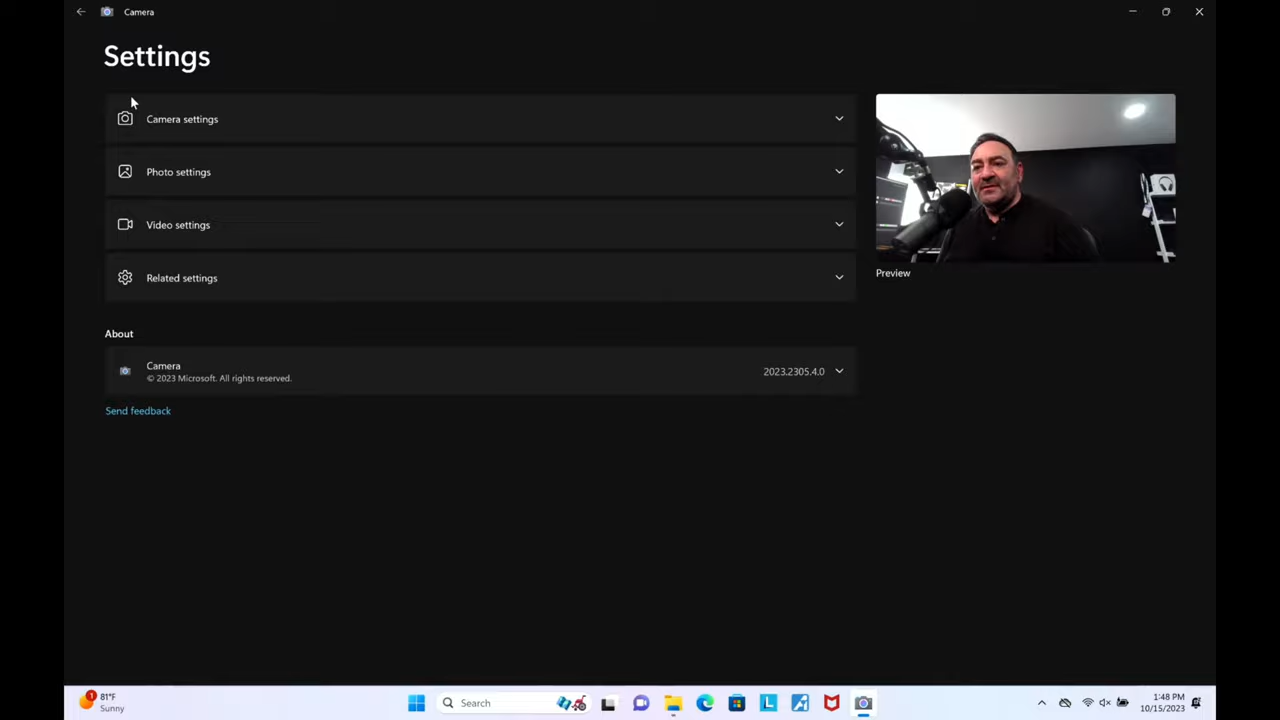 Camera
Settings
Camera settings
Photo settings
Video settings
Related settings
Preview
About
Camera
© 2023 Microsoft. All rights reserved.
2023.2305.4.0
Send feedback
1
81°F
Sunny
Search
1:48 PM
10/15/2023